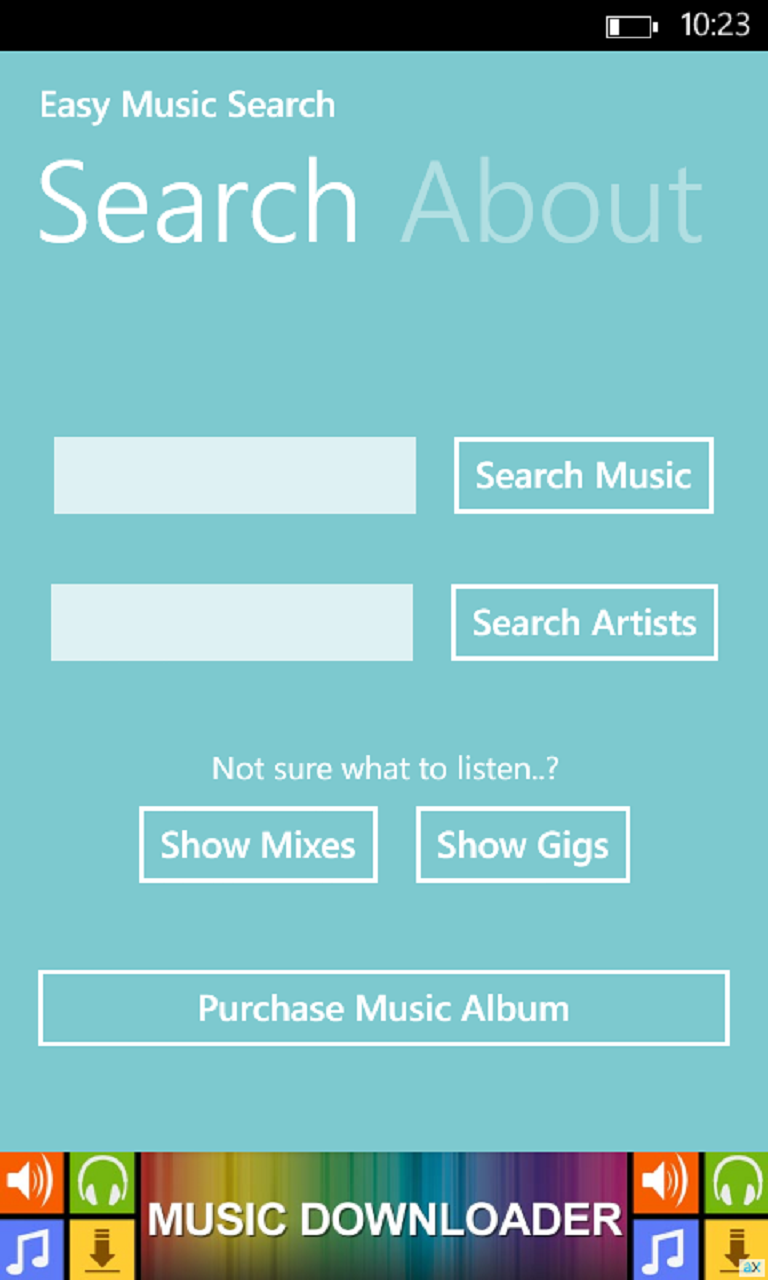 10:23
Easy Music Search
Search About
Search Music
Search Artists
Not sure what to listen..?
Show Mixes Show Gigs
Purchase Music Album
MUSIC DOWNLOADER
ax